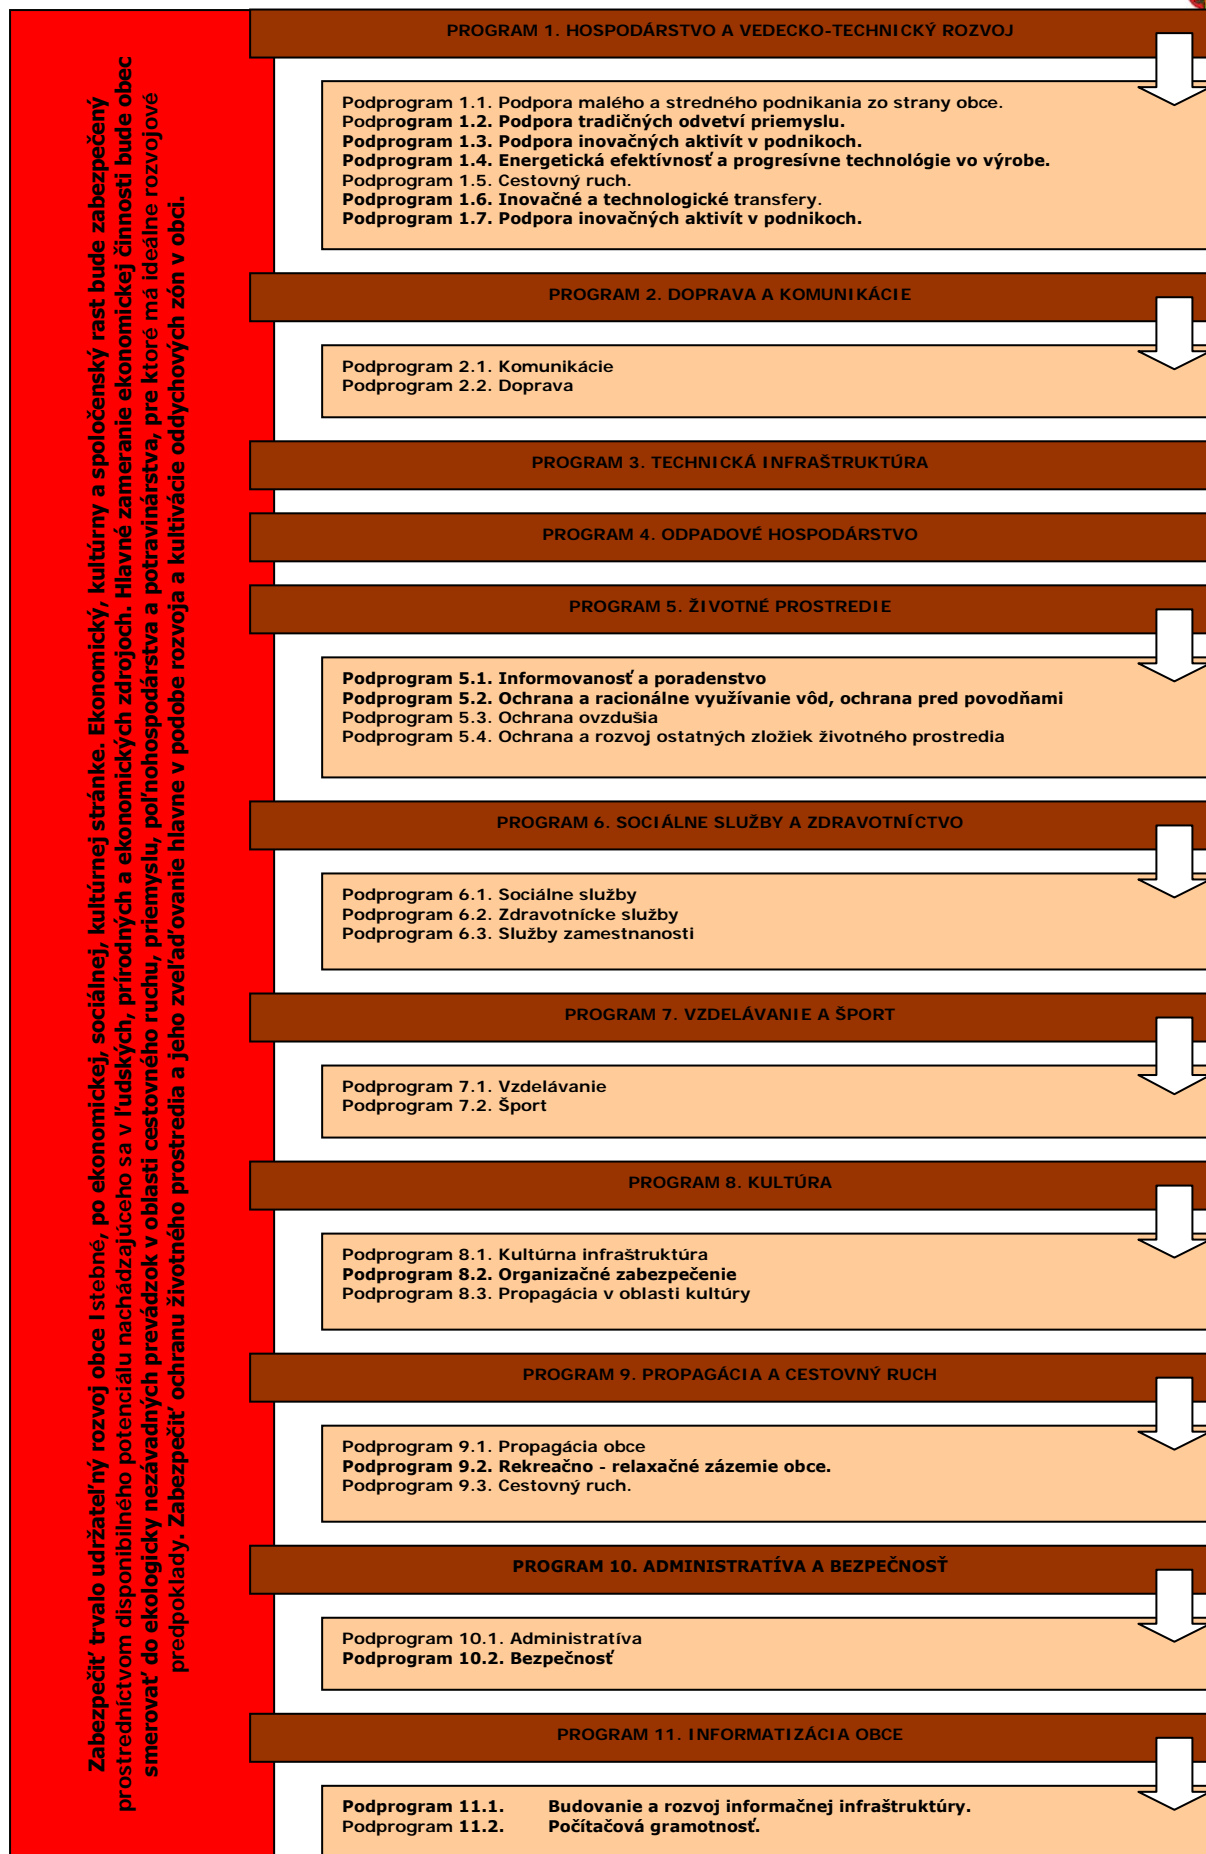 Zabezpečiť trvalo udržateľný rozvoj obce Istebné, po ekonomickej, sociálnej, kultúrnej stránke. Ekonomický, kultúrny a spoločenský rast bude zabezpečený
prostredníctvom disponibilného potenciálu nachádzajúceho sa v ľudských, prírodných a ekonomických zdrojoch. Hlavné zameranie ekonomickej činnosti bude obec
smerovať do ekologicky nezávadných prevádzok v oblasti cestovného ruchu, priemyslu, poľnohospodárstva a potravinárstva, pre ktoré má ideálne rozvojové
predpoklady. Zabezpečiť ochranu životného prostredia a jeho zveľaďovanie hlavne v podobe rozvoja a kultivácie oddychových zón v obci.
PROGRAM 1. HOSPODÁRSTVO A VEDECKO-TECHNICKÝ ROZVOJ
Podprogram 1.1. Podpora malého a stredného podnikania zo strany obce.
Podprogram 1.2. Podpora tradičných odvetví priemyslu.
Podprogram 1.3. Podpora inovačných aktivít v podnikoch.
Podprogram 1.4. Energetická efektívnosť a progresívne technológie vo výrobe.
Podprogram 1.5. Cestovný ruch.
Podprogram 1.6. Inovačné a technologické transfery.
Podprogram 1.7. Podpora inovačných aktivít v podnikoch.
PROGRAM 2. DOPRAVA A KOMUNIKÁCIE
Podprogram 2.1. Komunikácie
Podprogram 2.2. Doprava
PROGRAM 3. TECHNICKÁ INFRAŠTRUKTÚRA
PROGRAM 4. ODPADOVÉ HOSPODÁRSTVO
PROGRAM 5. ŽIVOTNÉ PROSTREDIE
Podprogram 5.1. Informovanosť a poradenstvo
Podprogram 5.2. Ochrana a racionálne využívanie vôd, ochrana pred povodňami
Podprogram 5.3. Ochrana ovzdušia
Podprogram 5.4. Ochrana a rozvoj ostatných zložiek životného prostredia
PROGRAM 6. SOCIÁLNE SLUŽBY A ZDRAVOTNÍCTVO
Podprogram 6.1. Sociálne služby
Podprogram 6.2. Zdravotnícke služby
Podprogram 6.3. Služby zamestnanosti
PROGRAM 7. VZDELÁVANIE A ŠPORT
Podprogram 7.1. Vzdelávanie
Podprogram 7.2. Šport
PROGRAM 8. KULTÚRA
Podprogram 8.1. Kultúrna infraštruktúra
Podprogram 8.2. Organizačné zabezpečenie
Podprogram 8.3. Propagácia v oblasti kultúry
PROGRAM 9. PROPAGÁCIA A CESTOVNÝ RUCH
Podprogram 9.1. Propagácia obce
Podprogram 9.2. Rekreačno - relaxačné zázemie obce.
Podprogram 9.3. Cestovný ruch.
PROGRAM 10. ADMINISTRATÍVA A BEZPEČNOSŤ
Podprogram 10.1. Administratíva
Podprogram 10.2. Bezpečnosť
PROGRAM 11. INFORMATIZÁCIA OBCE
Podprogram 11.1. Budovanie a rozvoj informačnej infraštruktúry.
Podprogram 11.2. Počítačová gramotnosť.